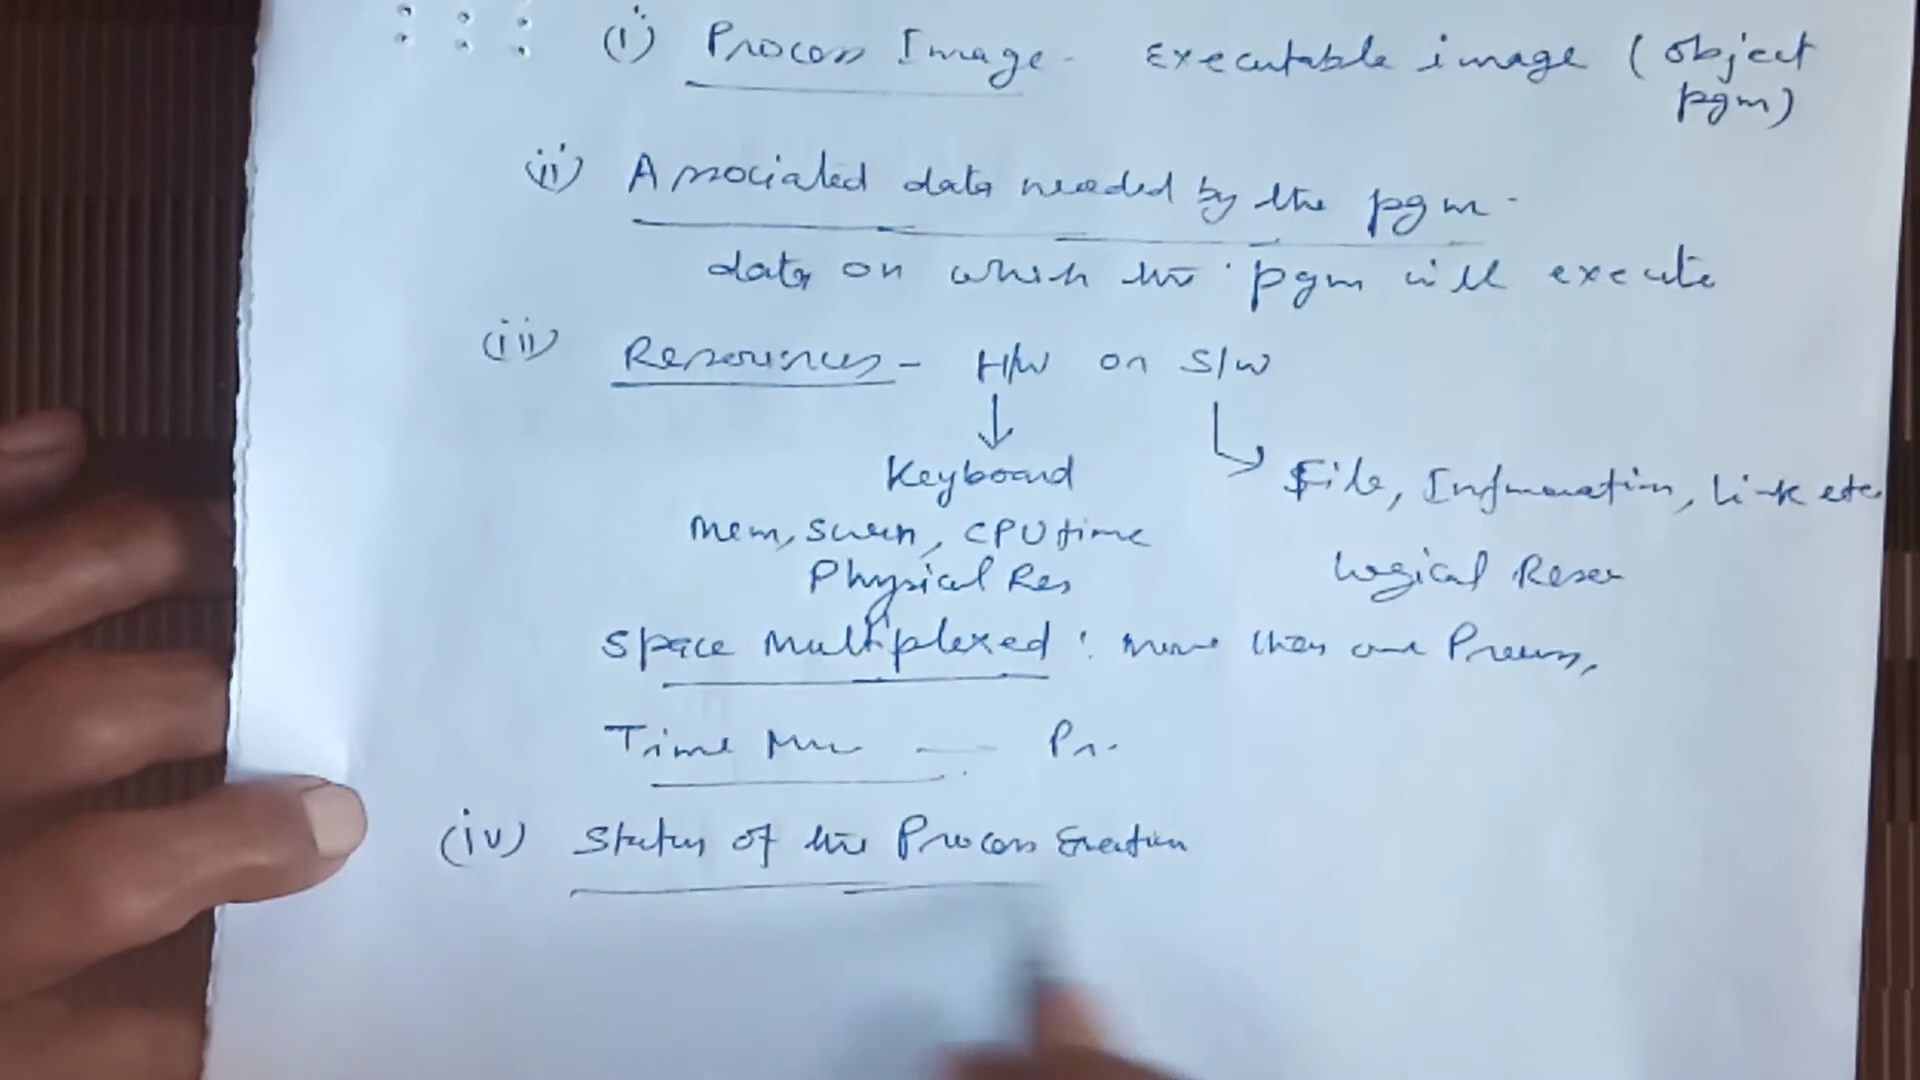 (i) Process Image - Executable image (object
pgm)
(ii) Associated data needed by the pgm -
data on which the pgm will execute
(iii) Resources - H/W or S/W
Keyboard
File, Information, Link etc
Mem, Screen, CPU time
Physical Res
Logical Reso
Space Multiplexed : more than one Process,
Time Mu Pr.
(iv) Status of the Process